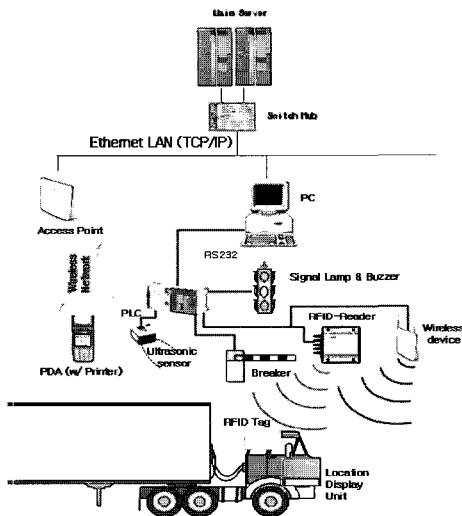 Main Server
Switch Hub
Ethernet LAN (TCP/IP)
PC
Access Point
RS232
Wireless
Network
Signal Lamp & Buzzer
PLC
RFID-Reader
Wireless
device
Ultrasonic
sensor
PDA (w/ Printer)
Breaker
RFID Tag
Location
Display
Unit